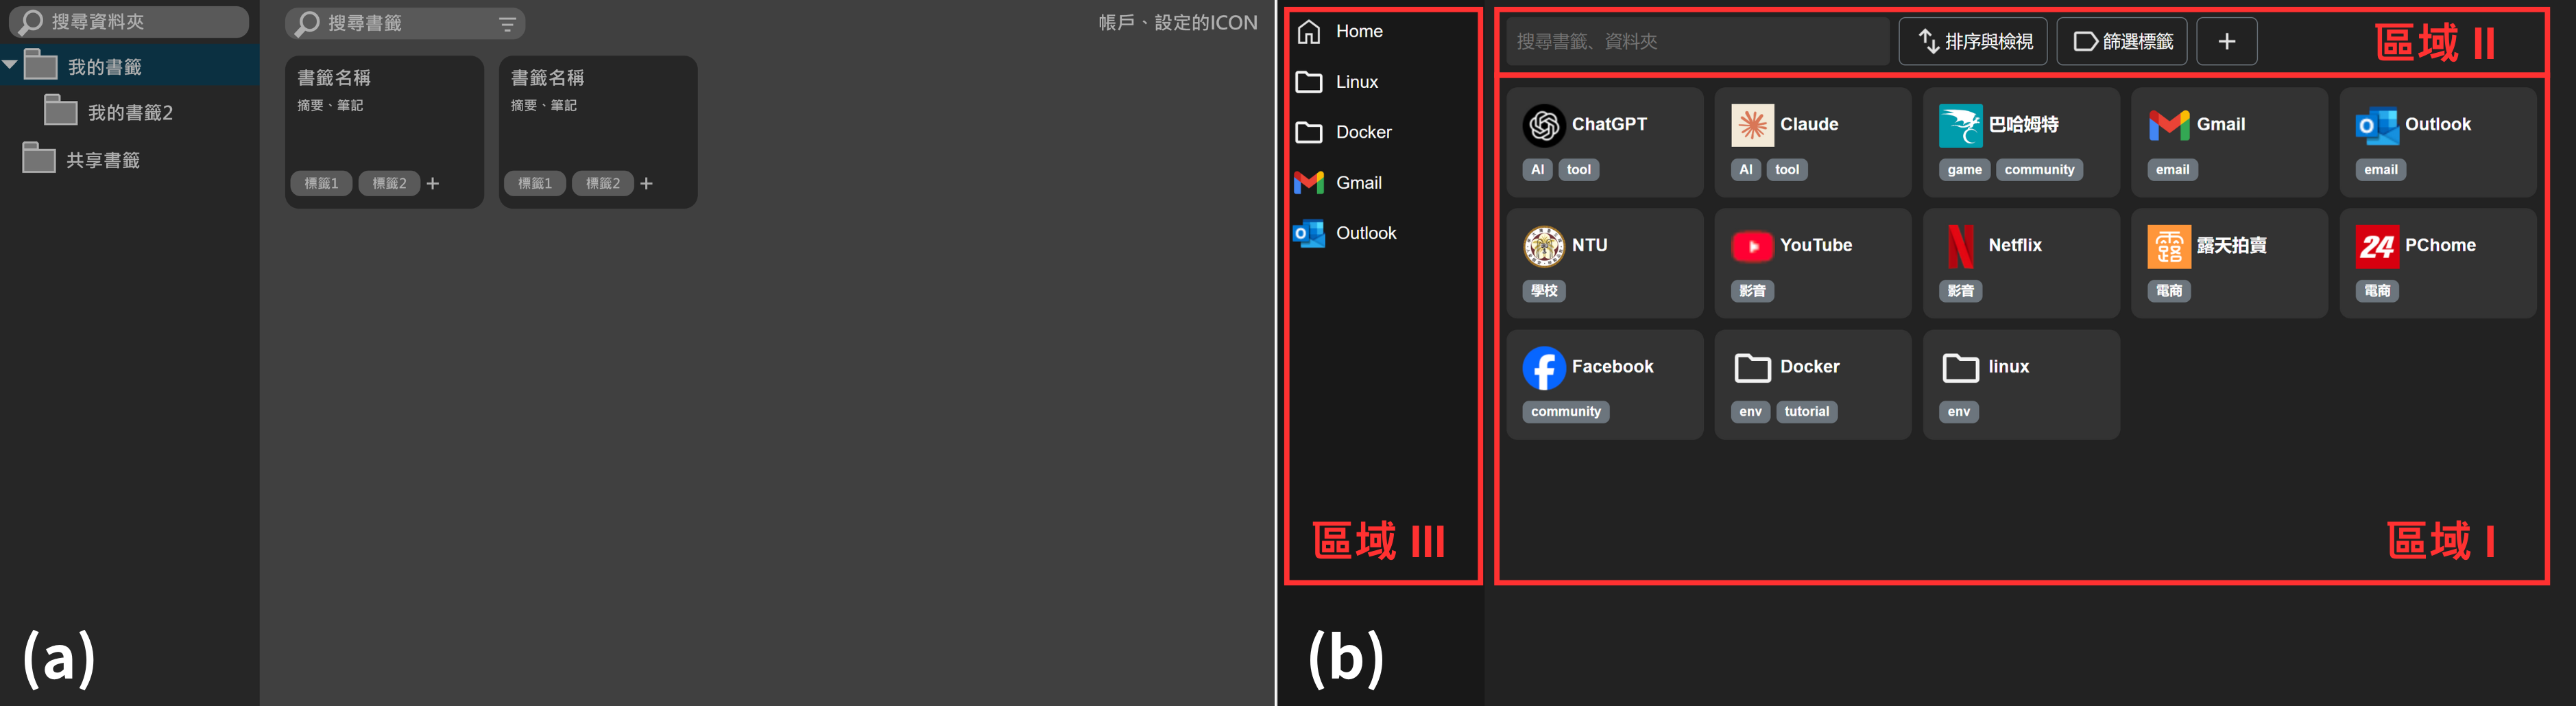 搜尋資料夾
我的書籤
我的書籤2
共享書籤
搜尋書籤
帳戶、設定的ICON
書籤名稱
摘要、筆記
標籤1 標籤2 +
書籤名稱
摘要、筆記
標籤1 標籤2 +
(a)
Home
Linux
Docker
Gmail
Outlook
區域 III
(b)
搜尋書籤、資料夾 排序與檢視 篩選標籤 +
區域 II
ChatGPT
AI tool
Claude
AI tool
巴哈姆特
game community
Gmail
email
Outlook
email
NTU
學校
YouTube
影音
Netflix
影音
露 露天拍賣
電商
24 PChome
電商
Facebook
community
Docker
env tutorial
linux
env
區域 I